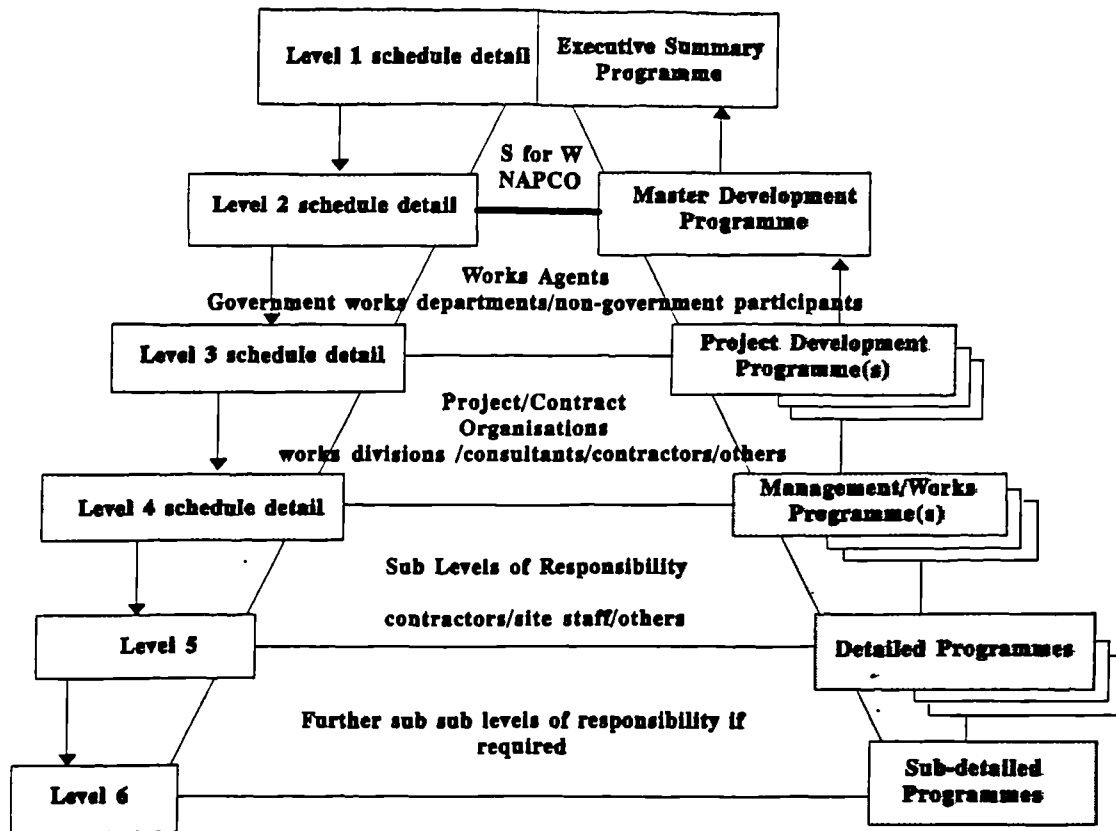 Level 1 schedule detail
Executive Summary
Programme
S for W
NAPCO
Level 2 schedule detail
Master Development
Programme
Works Agents
Government works departments/non-government participants
Level 3 schedule detail
Project Development
Programme(s)
Project/Contract
Organisations
works divisions /consultants/contractors/others
Level 4 schedule detail
Management/Works
Programme(s)
Sub Levels of Responsibility
contractors/site staff/others
Level 5
Detailed Programmes
Further sub sub levels of responsibility if
required
Level 6
Sub-detailed
Programmes